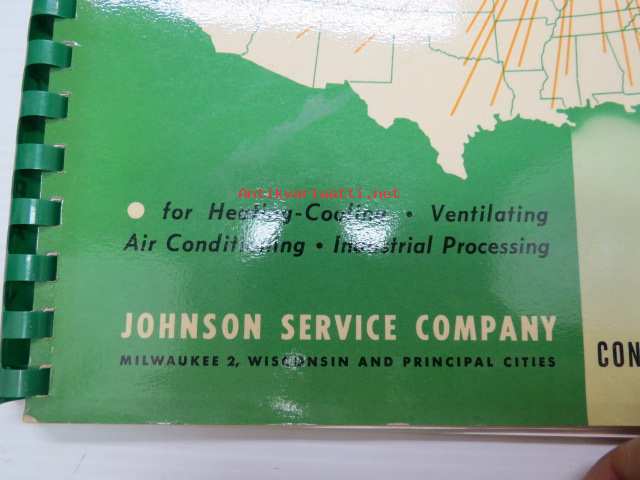 Antikvariaatti.net
for Heating-Cooling • Ventilating
Air Conditioning • Industrial Processing
JOHNSON SERVICE COMPANY
MILWAUKEE 2, WISCONSIN AND PRINCIPAL CITIES
CON